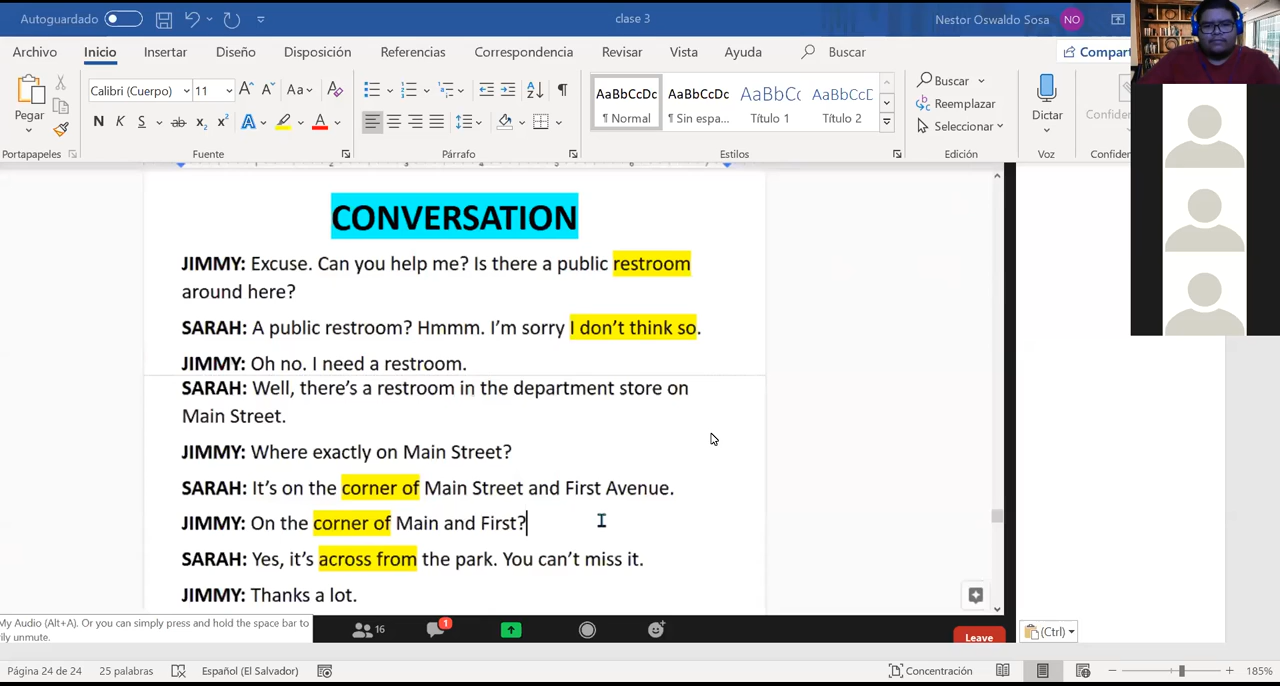 Autoguardado
clase 3
Nestor Oswaldo Sosa
NO
Archivo
Inicio
Insertar
Diseño
Disposición
Referencias
Correspondencia
Revisar
Vista
Ayuda
Buscar
Pegar
Portapapeles
Calibri (Cuerpo)
11
Aa
N K S ab x₂ x² A A
Fuente
Párrafo
AaBbCcDc
¶ Normal
AaBbCcDc
¶ Sin espa...
AaBbCc
Título 1
AaBbCcD
Título 2
Estilos
Buscar
Reemplazar
Seleccionar
Edición
Dictar
Voz
CONVERSATION
JIMMY: Excuse. Can you help me? Is there a public restroom
around here?
SARAH: A public restroom? Hmmm. I'm sorry I don't think so.
JIMMY: Oh no. I need a restroom.
SARAH: Well, there's a restroom in the department store on
Main Street.
JIMMY: Where exactly on Main Street?
SARAH: It's on the corner of Main Street and First Avenue.
JIMMY: On the corner of Main and First?
SARAH: Yes, it's across from the park. You can't miss it.
JIMMY: Thanks a lot.
My Audio (Alt+A). Or you can simply press and hold the space bar to
16
1
Leave
(Ctrl)
Página 24 de 24
25 palabras
Español (El Salvador)
Concentración
185%